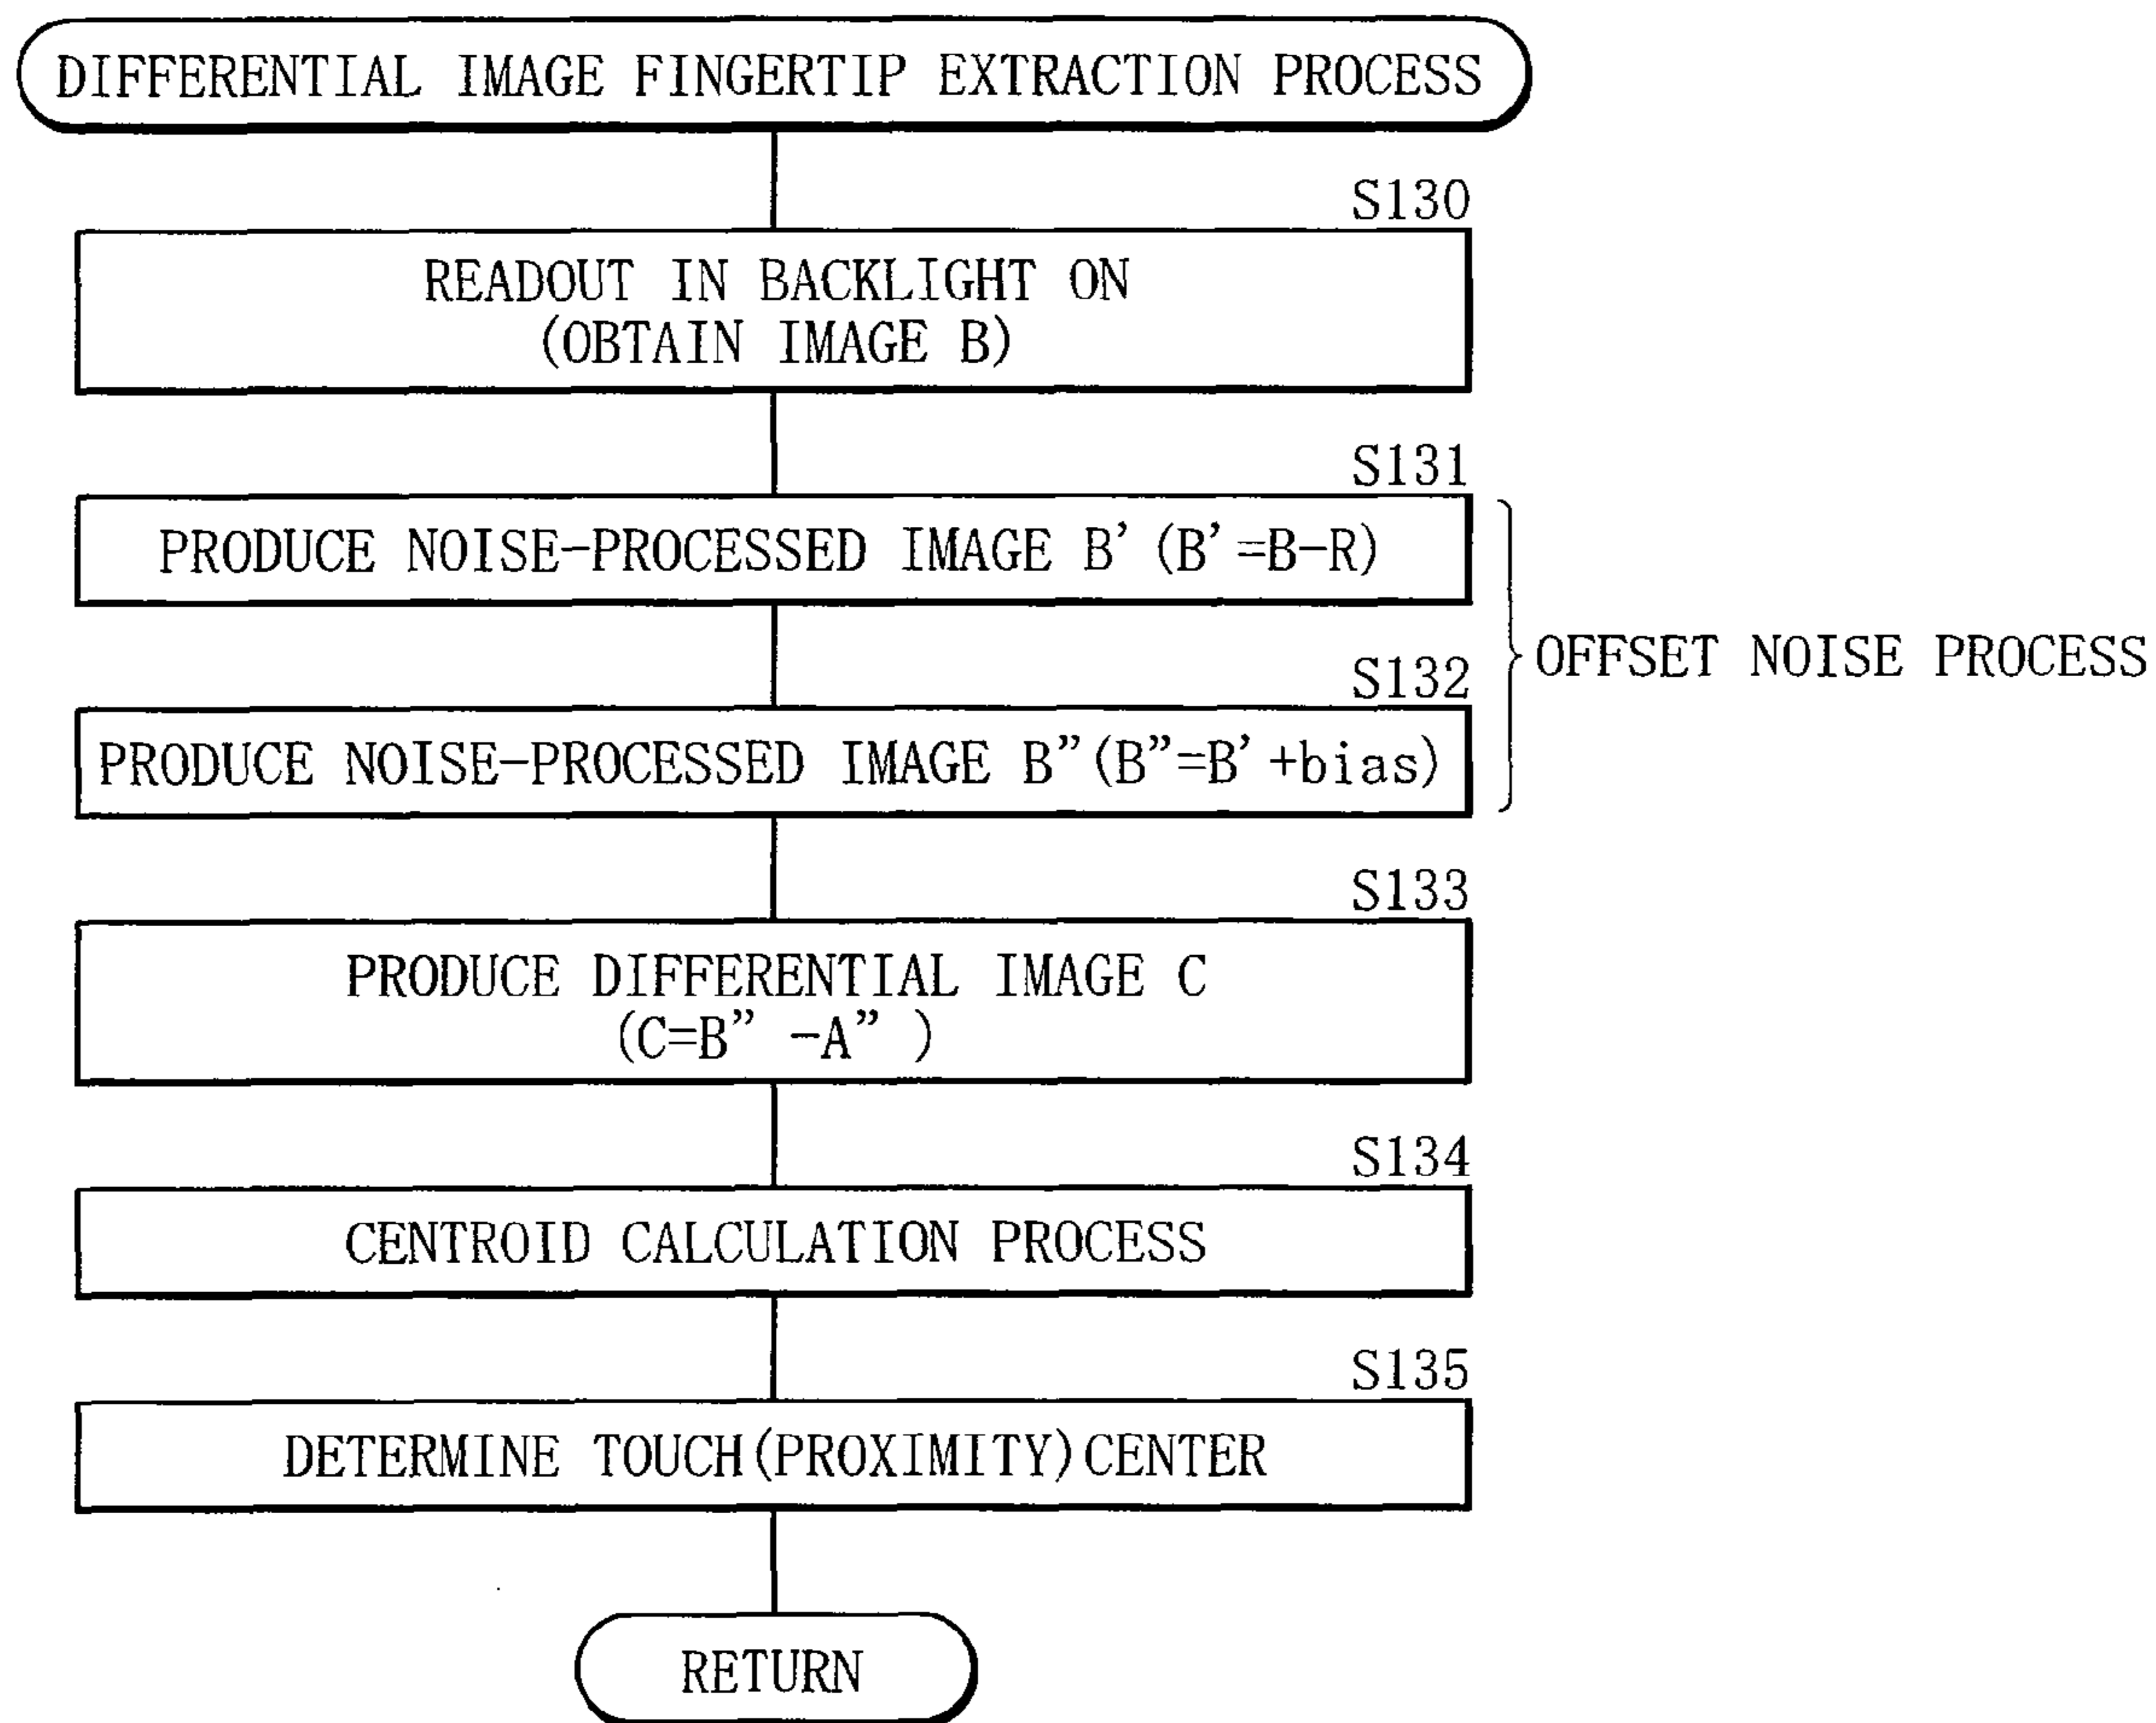 DIFFERENTIAL IMAGE FINGERTIP EXTRACTION PROCESS
S130
READOUT IN BACKLIGHT ON
(OBTAIN IMAGE B)
S131
PRODUCE NOISE-PROCESSED IMAGE B’(B’=B-R)
S132
OFFSET NOISE PROCESS
PRODUCE NOISE-PROCESSED IMAGE B”(B”=B’+bias)
S133
PRODUCE DIFFERENTIAL IMAGE C
(C=B” -A” )
S134
CENTROID CALCULATION PROCESS
S135
DETERMINE TOUCH(PROXIMITY)CENTER
RETURN